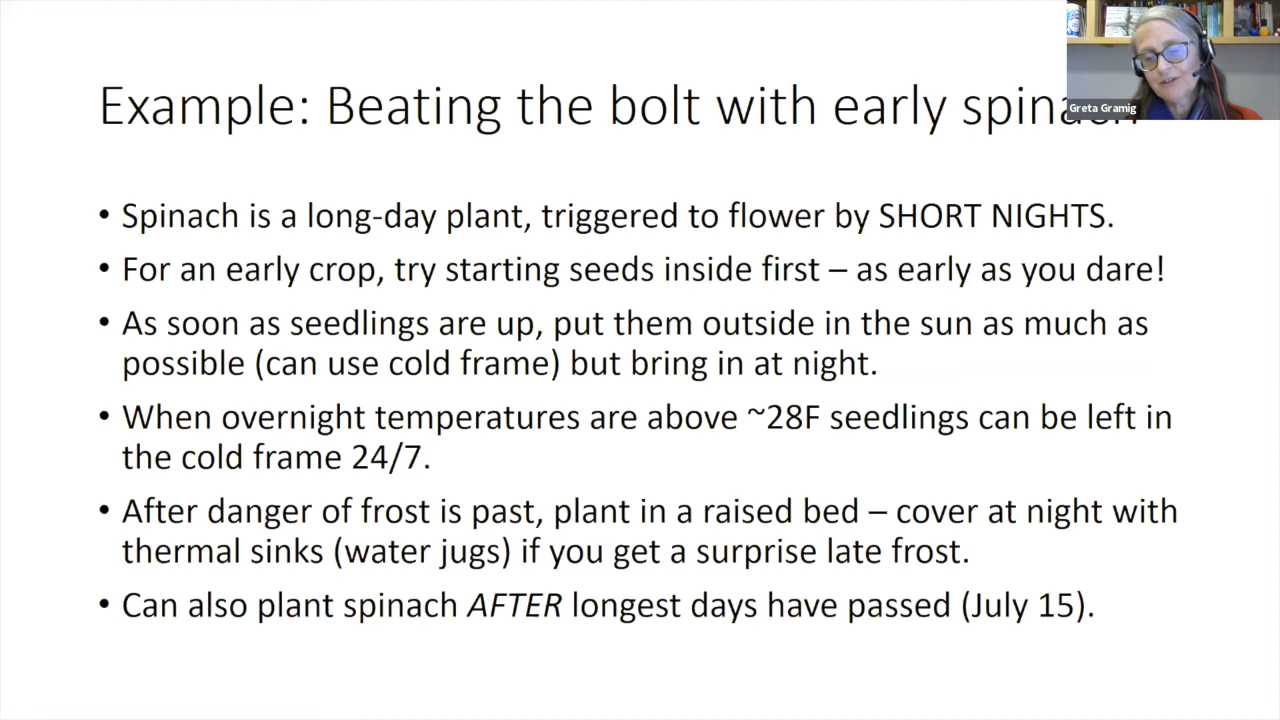 Greta Gramig
Example: Beating the bolt with early spinach
• Spinach is a long-day plant, triggered to flower by SHORT NIGHTS.
• For an early crop, try starting seeds inside first – as early as you dare!
• As soon as seedlings are up, put them outside in the sun as much as
possible (can use cold frame) but bring in at night.
• When overnight temperatures are above ~28F seedlings can be left in
the cold frame 24/7.
• After danger of frost is past, plant in a raised bed – cover at night with
thermal sinks (water jugs) if you get a surprise late frost.
• Can also plant spinach AFTER longest days have passed (July 15).